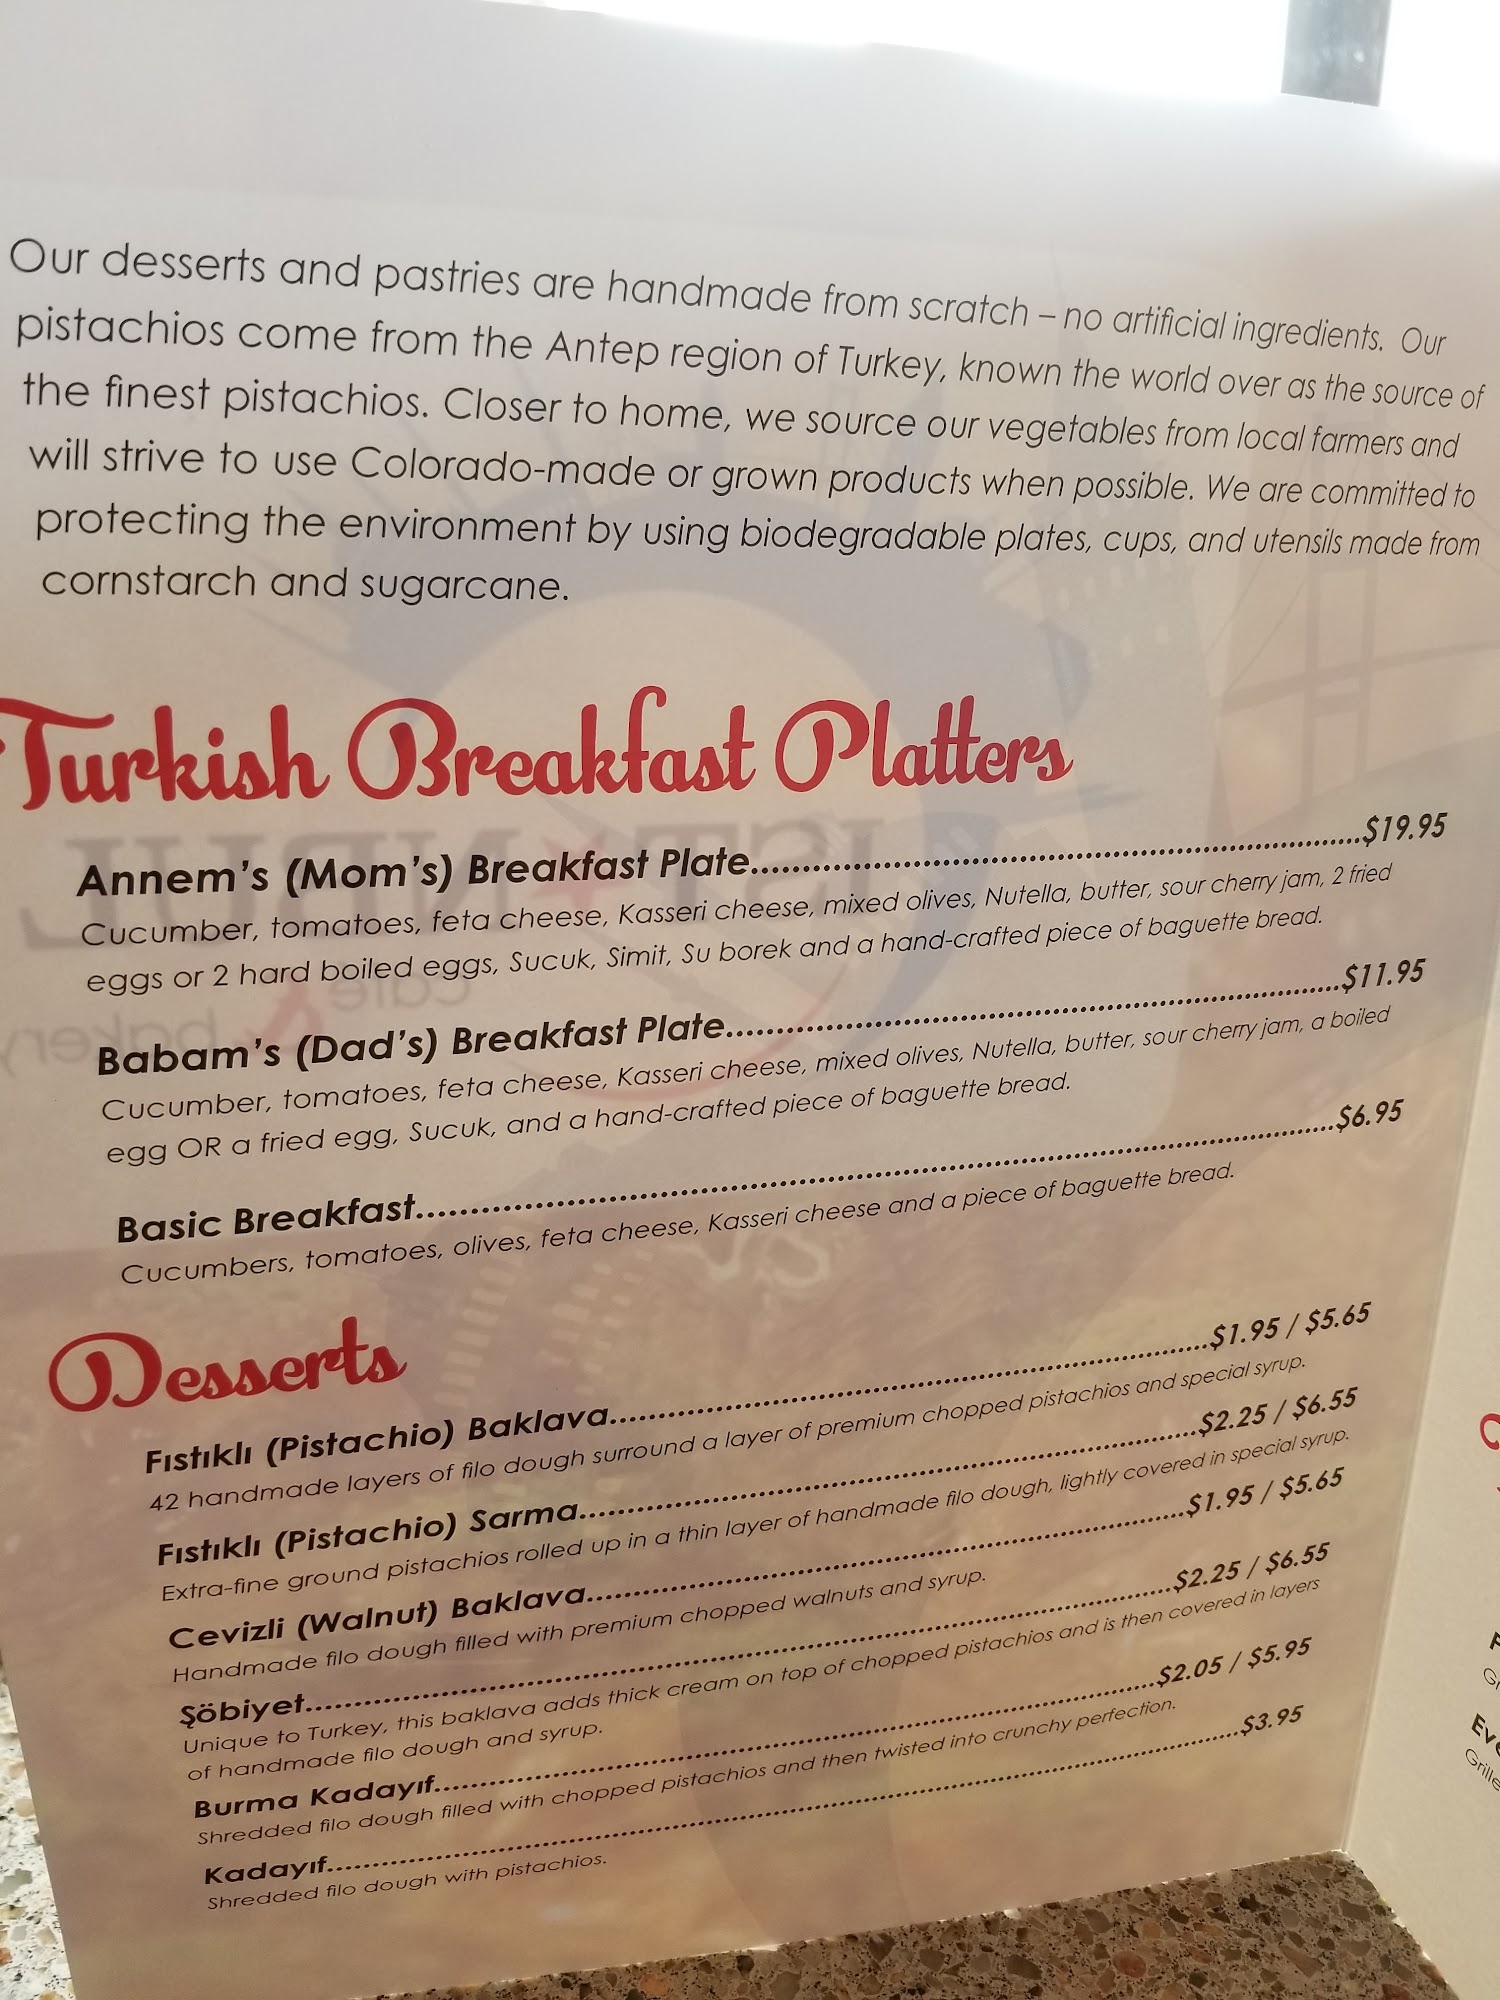 Our desserts and pastries are handmade from scratch – no artificial ingredients. Our
pistachios come from the Antep region of Turkey, known the world over as the source of
the finest pistachios. Closer to home, we source our vegetables from local farmers and
will strive to use Colorado-made or grown products when possible. We are committed to
protecting the environment by using biodegradable plates, cups, and utensils made from
cornstarch and sugarcane.
Turkish Breakfast Platters
Annem's (Mom's) Breakfast Plate...$19.95
Cucumber, tomatoes, feta cheese, Kasseri cheese, mixed olives, Nutella, butter, sour cherry jam, 2 fried
eggs or 2 hard boiled eggs, Sucuk, Simit, Su borek and a hand-crafted piece of baguette bread.
Babam's (Dad's) Breakfast Plate...$11.95
Cucumber, tomatoes, feta cheese, Kasseri cheese, mixed olives, Nutella, butter, sour cherry jam, a boiled
egg OR a fried egg, Sucuk, and a hand-crafted piece of baguette bread.
Basic Breakfast...$6.95
Cucumbers, tomatoes, olives, feta cheese, Kasseri cheese and a piece of baguette bread.
Desserts
Fıstıklı (Pistachio) Baklava...$1.95 / $5.65
42 handmade layers of filo dough surround a layer of premium chopped pistachios and special syrup.
Fıstıklı (Pistachio) Sarma...$2.25 / $6.55
Extra-fine ground pistachios rolled up in a thin layer of handmade filo dough, lightly covered in special syrup.
Cevizli (Walnut) Baklava...$1.95 / $5.65
Handmade filo dough filled with premium chopped walnuts and syrup.
Şöbiyet...$2.25 / $6.55
Unique to Turkey, this baklava adds thick cream on top of chopped pistachios and is then covered in layers
of handmade filo dough and syrup.
Burma Kadayıf...$2.05 / $5.95
Shredded filo dough filled with chopped pistachios and then twisted into crunchy perfection.
Kadayıf...$3.95
Shredded filo dough with pistachios.